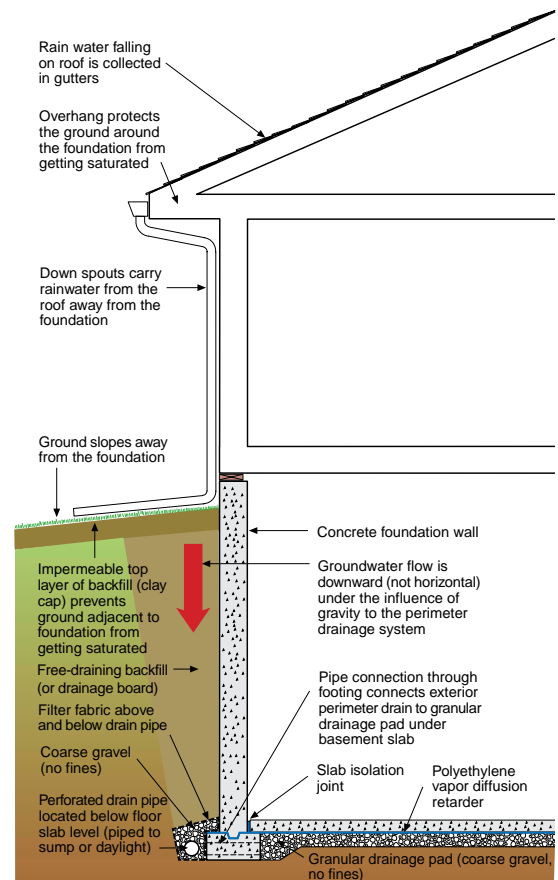 Rain water falling
on roof is collected
in gutters
Overhang protects
the ground around
the foundation from
getting saturated
Down spouts carry
rainwater from the
roof away from the
foundation
Ground slopes away
from the foundation
Concrete foundation wall
Impermeable top
layer of backfill (clay
cap) prevents
ground adjacent to
foundation from
getting saturated
Groundwater flow is
downward (not horizontal)
under the influence of
gravity to the perimeter
drainage system
Free-draining backfill
(or drainage board)
Pipe connection through
footing connects exterior
perimeter drain to granular
drainage pad under
basement slab
Filter fabric above
and below drain pipe
Coarse gravel
(no fines)
Slab isolation
joint
Polyethylene
vapor diffusion
retarder
Perforated drain pipe
located below floor
slab level (piped to
sump or daylight)
Granular drainage pad (coarse gravel,
no fines)